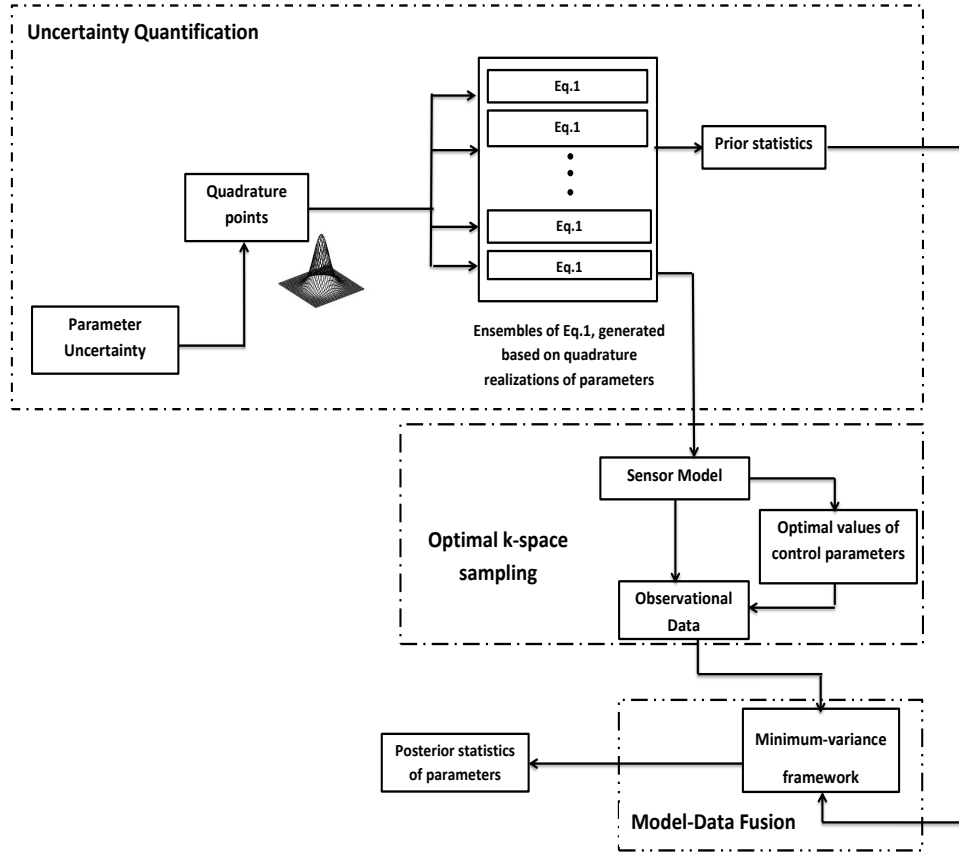 Uncertainty Quantification
Eq.1
Eq.1
Prior statistics
Quadrature
points
Eq.1
Eq.1
Parameter
Uncertainty
Ensembles of Eq.1, generated
based on quadrature
realizations of parameters
Sensor Model
Optimal k-space
sampling
Optimal values of
control parameters
Observational
Data
Minimum-variance
framework
Posterior statistics
of parameters
Model-Data Fusion